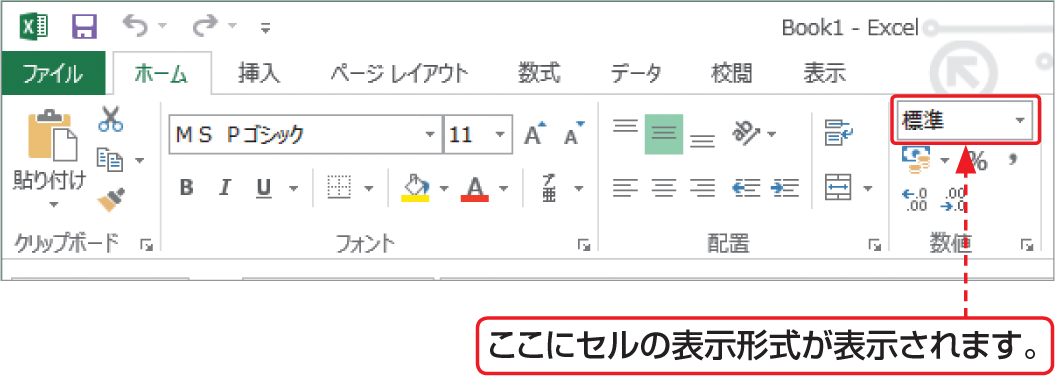 Book1 - Excel
ファイル ホーム 挿入 ページ レイアウト 数式 データ 校閲 表示
ＭＳ Ｐゴシック 11 A A 標準
貼り付け B I U A ア亜 % ,
←.0 .00 .00 →.0
クリップボード フォント 配置 数値
ここにセルの表示形式が表示されます。